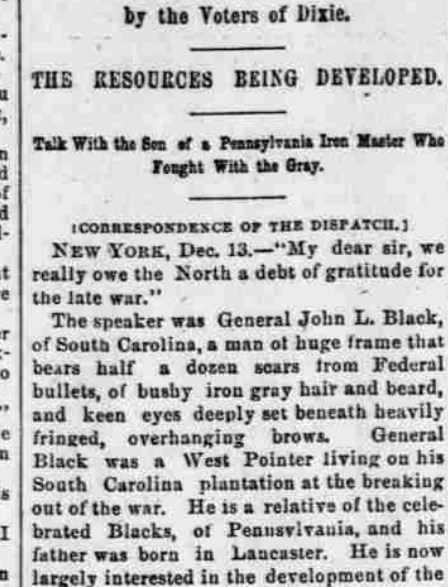 by the Voters of Dixie.
THE RESOURCES BEING DEVELOPED.
Talk With the Son of a Pennsylvania Iron Master Who
Fought With the Gray.
[CORRESPONDENCE OF THE DISPATCH.]
NEW YORK, Dec. 13.—"My dear sir, we
really owe the North a debt of gratitude for
the late war."
The speaker was General John L. Black,
of South Carolina, a man of huge frame that
bears half a dozen scars from Federal
bullets, of bushy iron gray hair and beard,
and keen eyes deeply set beneath heavily
fringed, overhanging brows. General
Black was a West Pointer living on his
South Carolina plantation at the breaking
out of the war. He is a relative of the cele-
brated Blacks, of Pennsylvania, and his
father was born in Lancaster. He is now
largely interested in the development of the